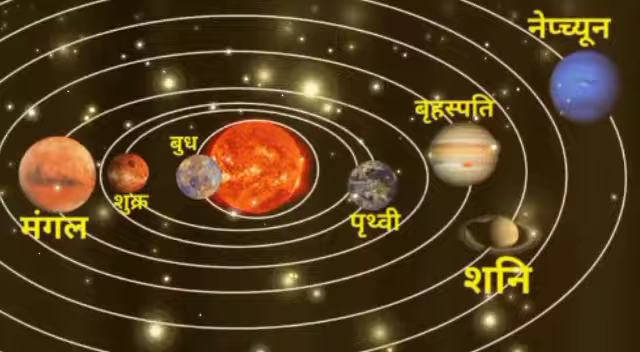 नेप्च्यून
बृहस्पति
बुध
शुक्र
मंगल
पृथ्वी
शनि